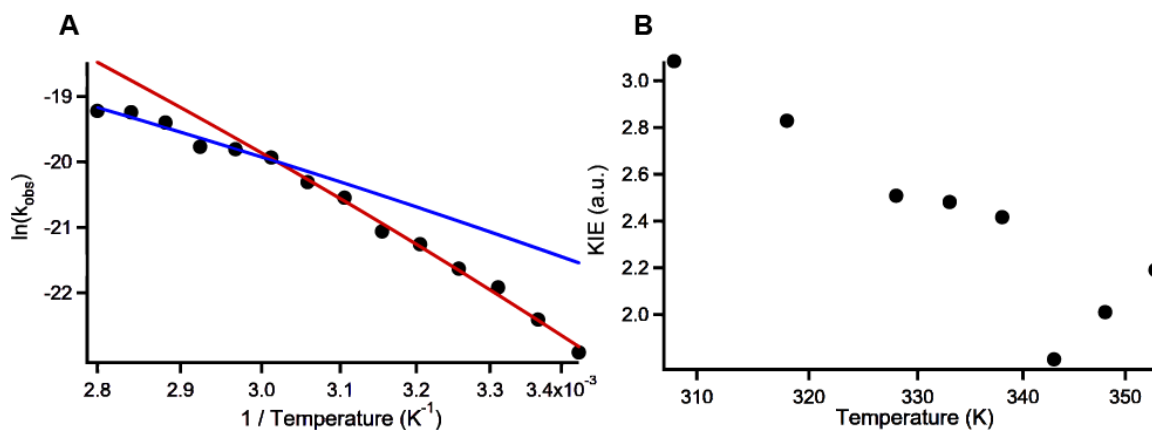 A
B
ln(k_obs)
-19
-20
-21
-22
2.8 2.9 3.0 3.1 3.2 3.3 3.4x10⁻³
1 / Temperature (K⁻¹)
KIE (a.u.)
3.0
2.8
2.6
2.4
2.2
2.0
310 320 330 340 350
Temperature (K)